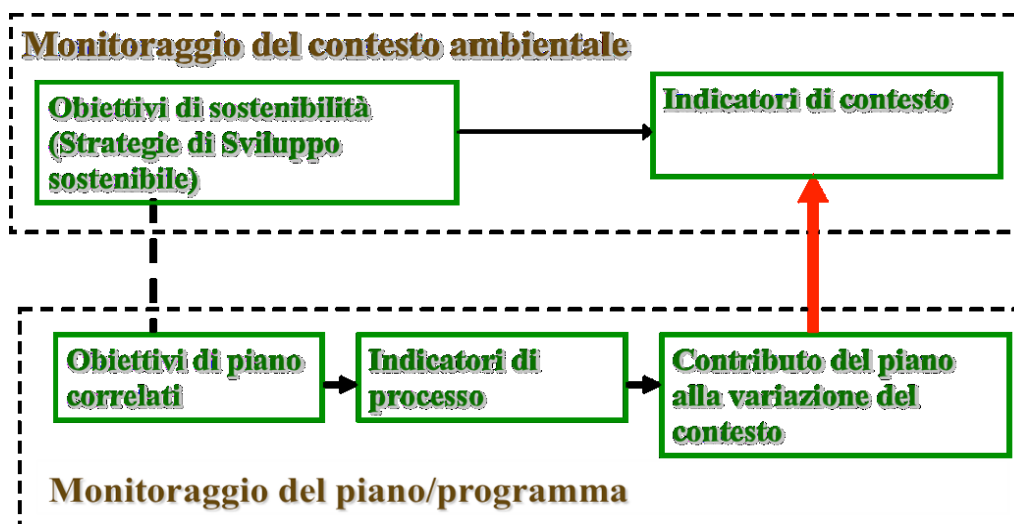 Monitoraggio del contesto ambientale
Obiettivi di sostenibilità
(Strategie di Sviluppo
sostenibile)
Indicatori di contesto
Obiettivi di piano
correlati
Indicatori di
processo
Contributo del piano
alla variazione del
contesto
Monitoraggio del piano/programma